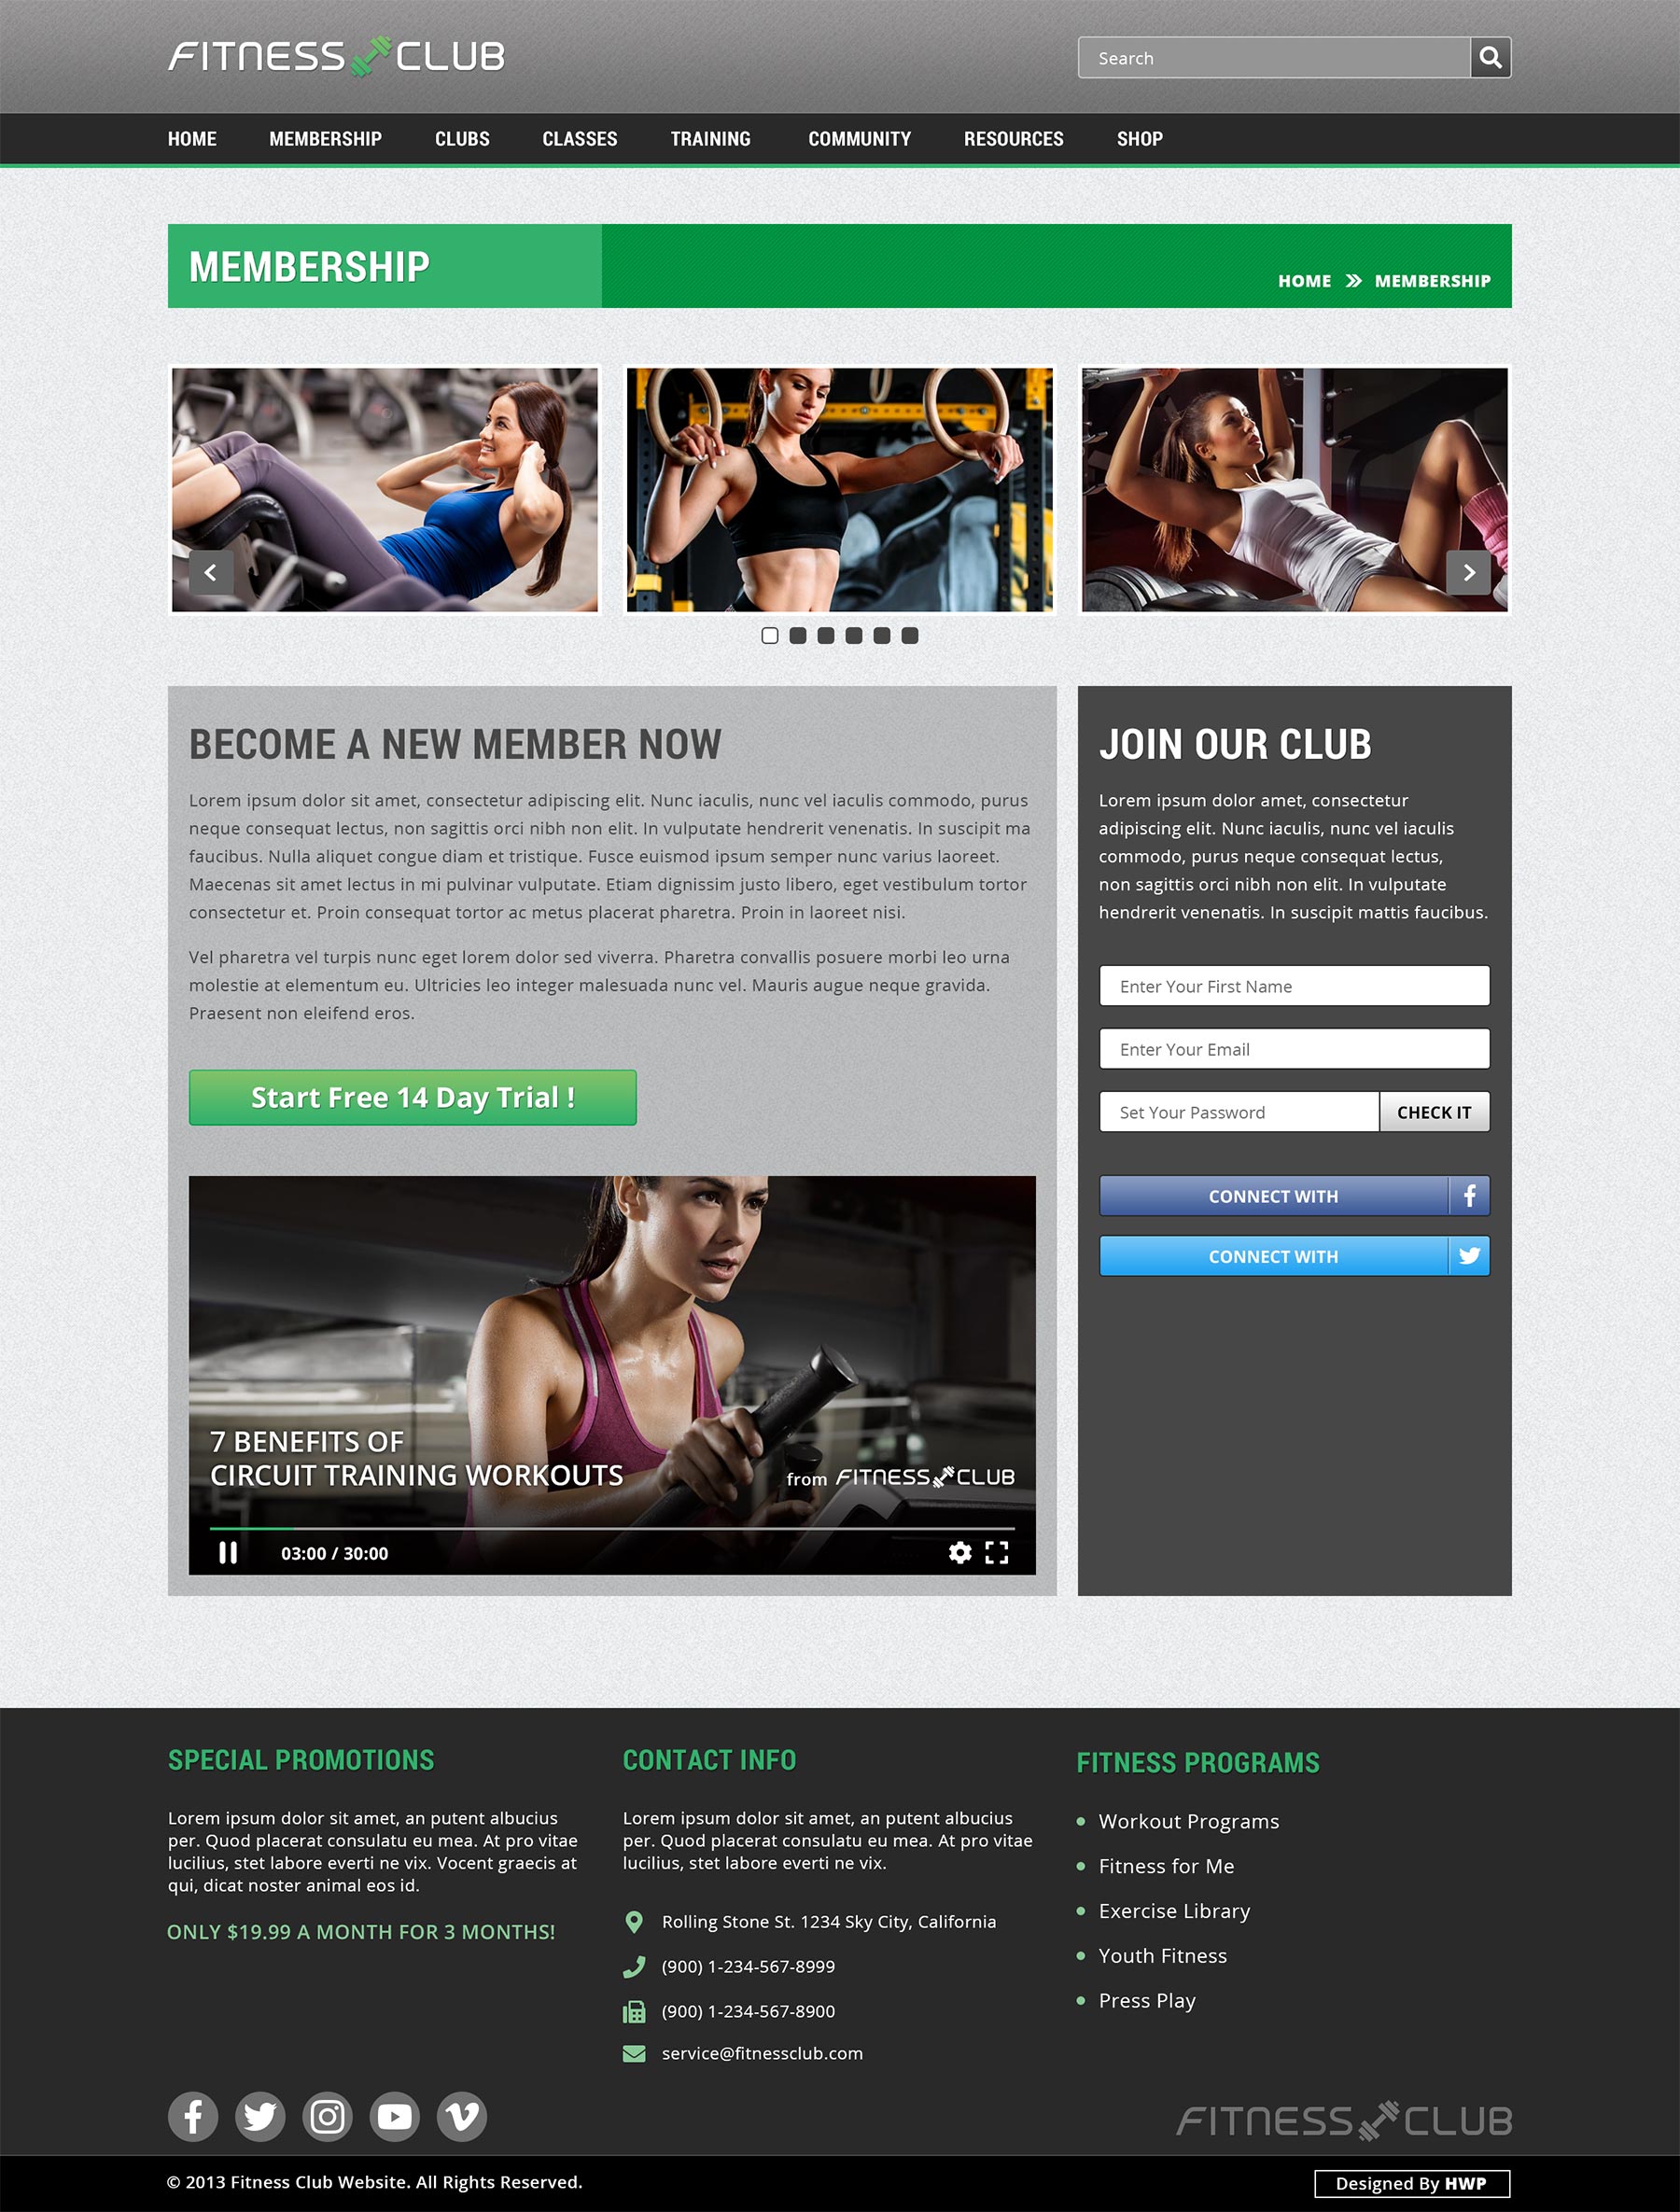 FITNESS CLUB
Search
HOME MEMBERSHIP CLUBS CLASSES TRAINING COMMUNITY RESOURCES SHOP
MEMBERSHIP
HOME » MEMBERSHIP
BECOME A NEW MEMBER NOW
Lorem ipsum dolor sit amet, consectetur adipiscing elit. Nunc iaculis, nunc vel iaculis commodo, purus
neque consequat lectus, non sagittis orci nibh non elit. In vulputate hendrerit venenatis. In suscipit ma
faucibus. Nulla aliquet congue diam et tristique. Fusce euismod ipsum semper nunc varius laoreet.
Maecenas sit amet lectus in mi pulvinar vulputate. Etiam dignissim justo libero, eget vestibulum tortor
consectetur et. Proin consequat tortor ac metus placerat pharetra. Proin in laoreet nisi.
Vel pharetra vel turpis nunc eget lorem dolor sed viverra. Pharetra convallis posuere morbi leo urna
molestie at elementum eu. Ultricies leo integer malesuada nunc vel. Mauris augue neque gravida.
Praesent non eleifend eros.
Start Free 14 Day Trial !
7 BENEFITS OF
CIRCUIT TRAINING WORKOUTS
from FITNESS CLUB
03:00 / 30:00
JOIN OUR CLUB
Lorem ipsum dolor amet, consectetur
adipiscing elit. Nunc iaculis, nunc vel iaculis
commodo, purus neque consequat lectus,
non sagittis orci nibh non elit. In vulputate
hendrerit venenatis. In suscipit mattis faucibus.
Enter Your First Name
Enter Your Email
Set Your Password CHECK IT
CONNECT WITH
CONNECT WITH
SPECIAL PROMOTIONS
Lorem ipsum dolor sit amet, an putent albucius
per. Quod placerat consulatu eu mea. At pro vitae
lucilius, stet labore everti ne vix. Vocent graecis at
qui, dicat noster animal eos id.
ONLY $19.99 A MONTH FOR 3 MONTHS!
CONTACT INFO
Lorem ipsum dolor sit amet, an putent albucius
per. Quod placerat consulatu eu mea. At pro vitae
lucilius, stet labore everti ne vix.
Rolling Stone St. 1234 Sky City, California
(900) 1-234-567-8999
(900) 1-234-567-8900
service@fitnessclub.com
FITNESS PROGRAMS
Workout Programs
Fitness for Me
Exercise Library
Youth Fitness
Press Play
FITNESS CLUB
© 2013 Fitness Club Website. All Rights Reserved.
Designed By HWP